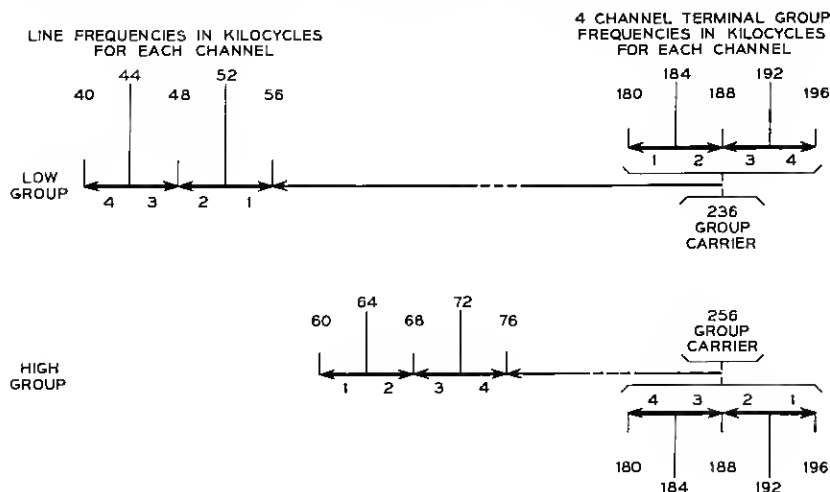 LINE FREQUENCIES IN KILOCYCLES
FOR EACH CHANNEL
4 CHANNEL TERMINAL GROUP
FREQUENCIES IN KILOCYCLES
FOR EACH CHANNEL
44 52
40 48 56
184 192
180 188 196
LOW
GROUP
4 3 2 1
1 2 3 4
236
GROUP
CARRIER
64 72
60 68 76
256
GROUP
CARRIER
HIGH
GROUP
1 2 3 4
4 3 2 1
180 188 196
184 192